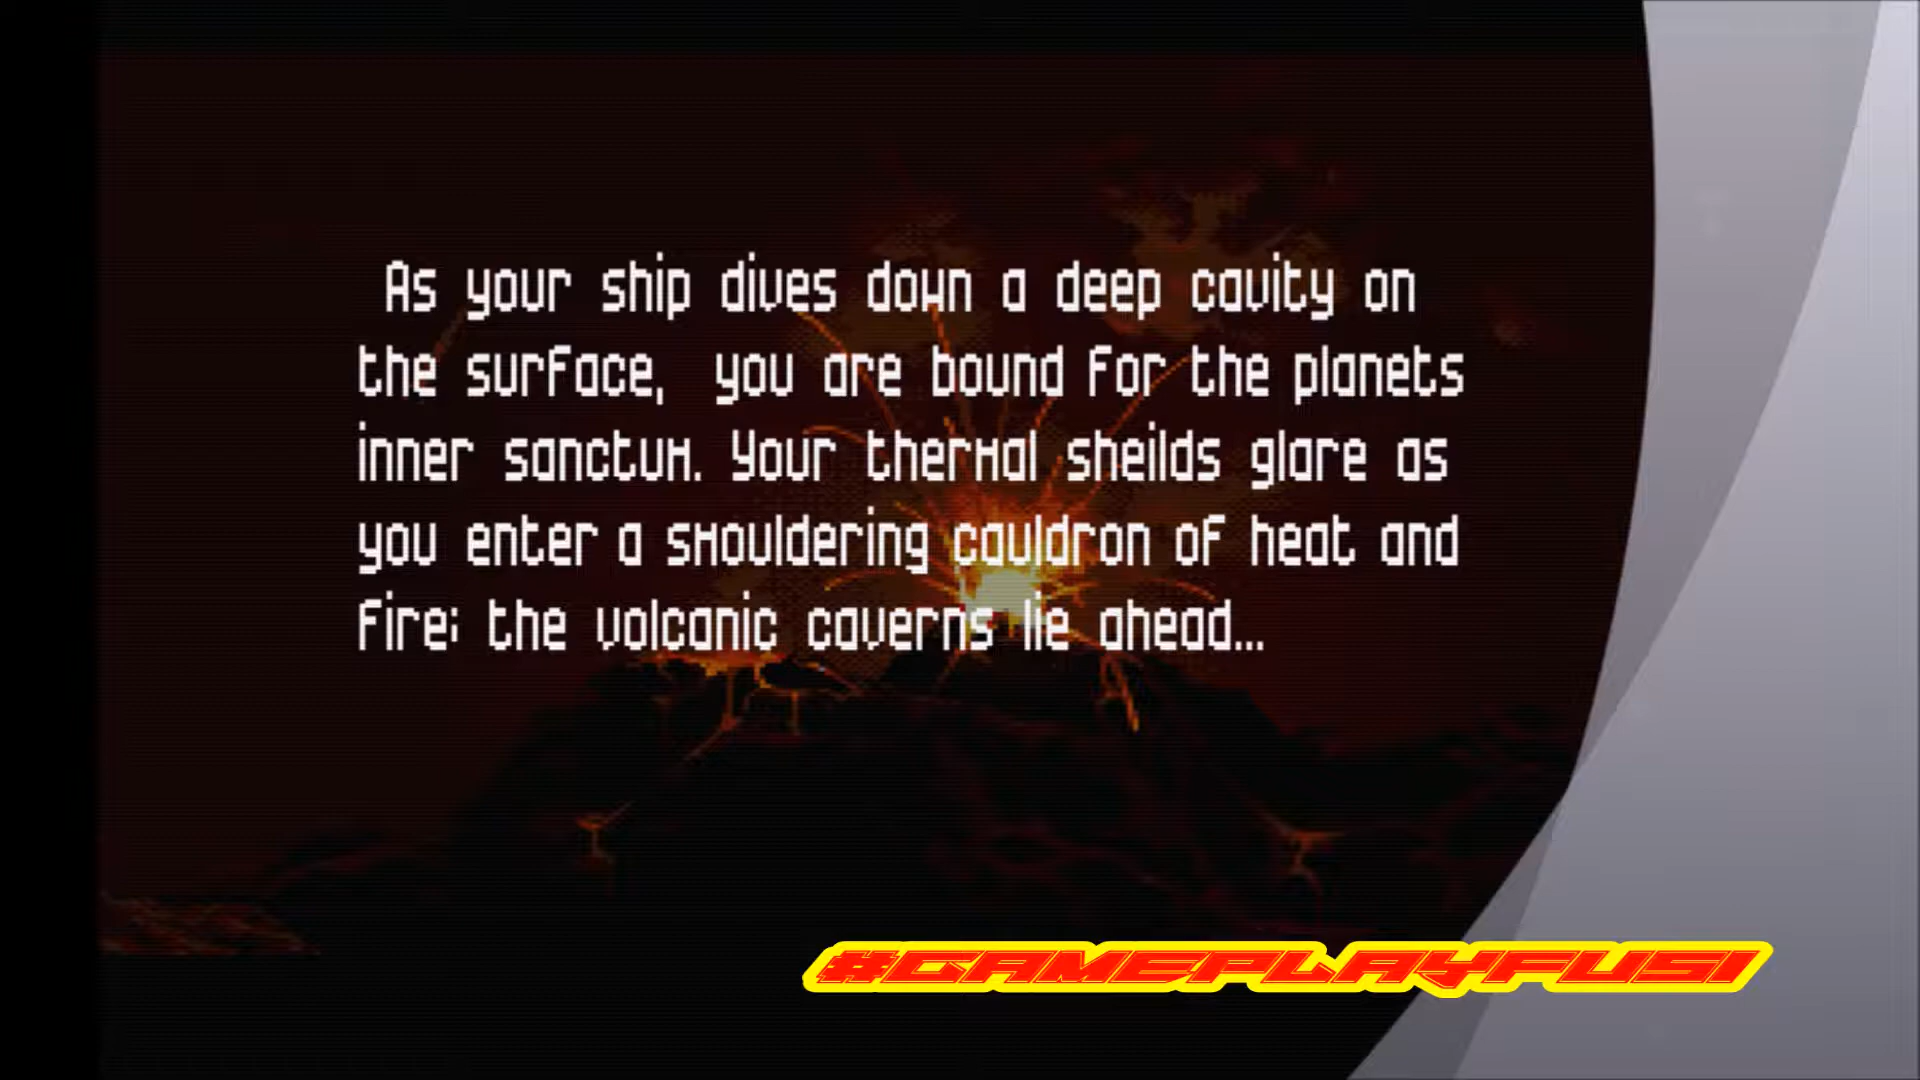 As your ship dives down a deep cavity on
the surface, you are bound for the planets
inner sanctum. Your thermal sheilds glare as
you enter a smouldering cauldron of heat and
fire; the volcanic caverns lie ahead...
#GAMEPLAYFUSI